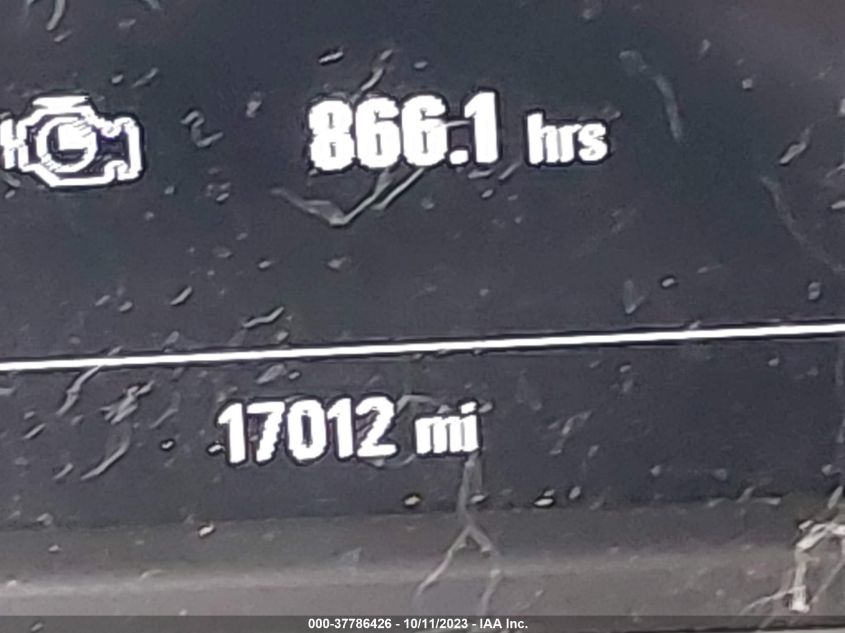 866.1 hrs
17012 mi
000-37786426 - 10/11/2023 - IAA Inc.